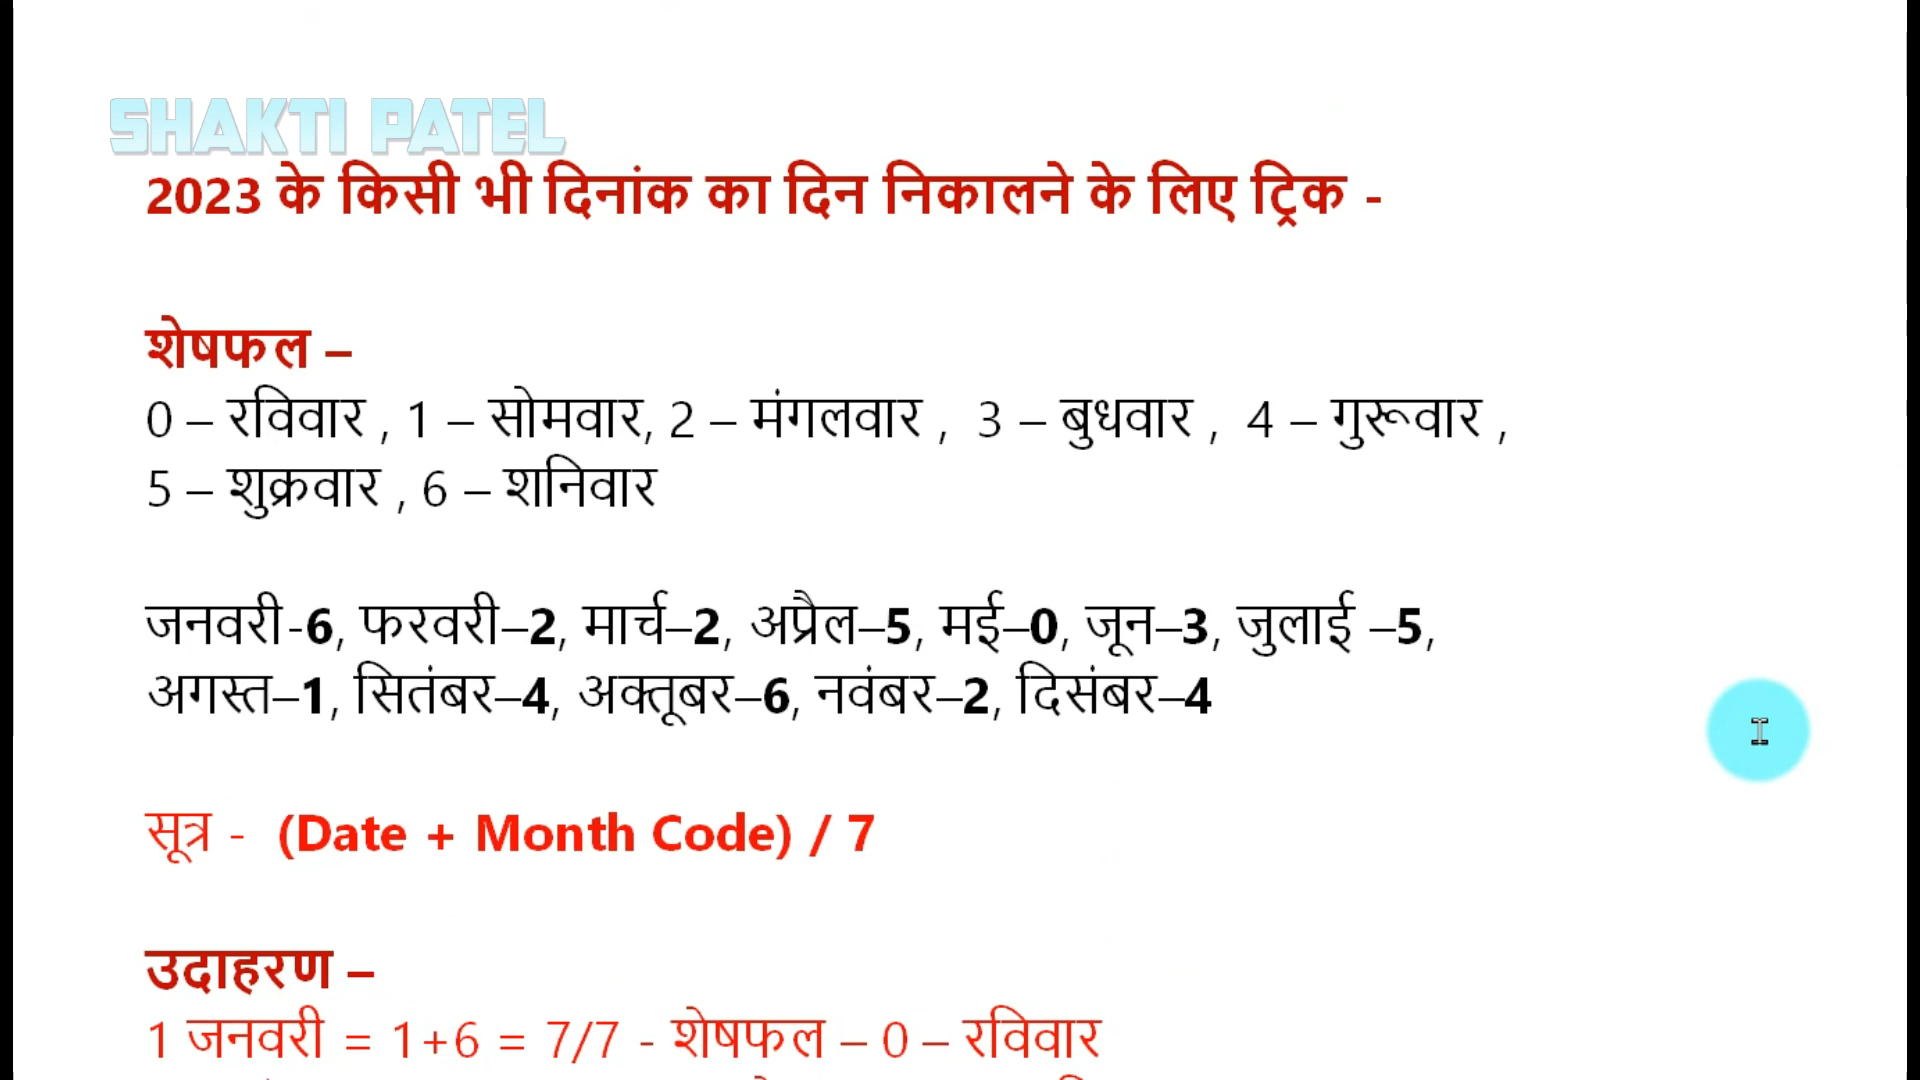 SHAKTI PATEL
2023 के किसी भी दिनांक का दिन निकालने के लिए ट्रिक -
शेषफल –
0 – रविवार , 1 – सोमवार, 2 – मंगलवार , 3 – बुधवार , 4 – गुरूवार ,
5 – शुक्रवार , 6 – शनिवार
जनवरी-6, फरवरी–2, मार्च–2, अप्रैल–5, मई–0, जून–3, जुलाई –5,
अगस्त–1, सितंबर–4, अक्तूबर–6, नवंबर–2, दिसंबर–4
सूत्र - (Date + Month Code) / 7
उदाहरण –
1 जनवरी = 1+6 = 7/7 - शेषफल – 0 – रविवार